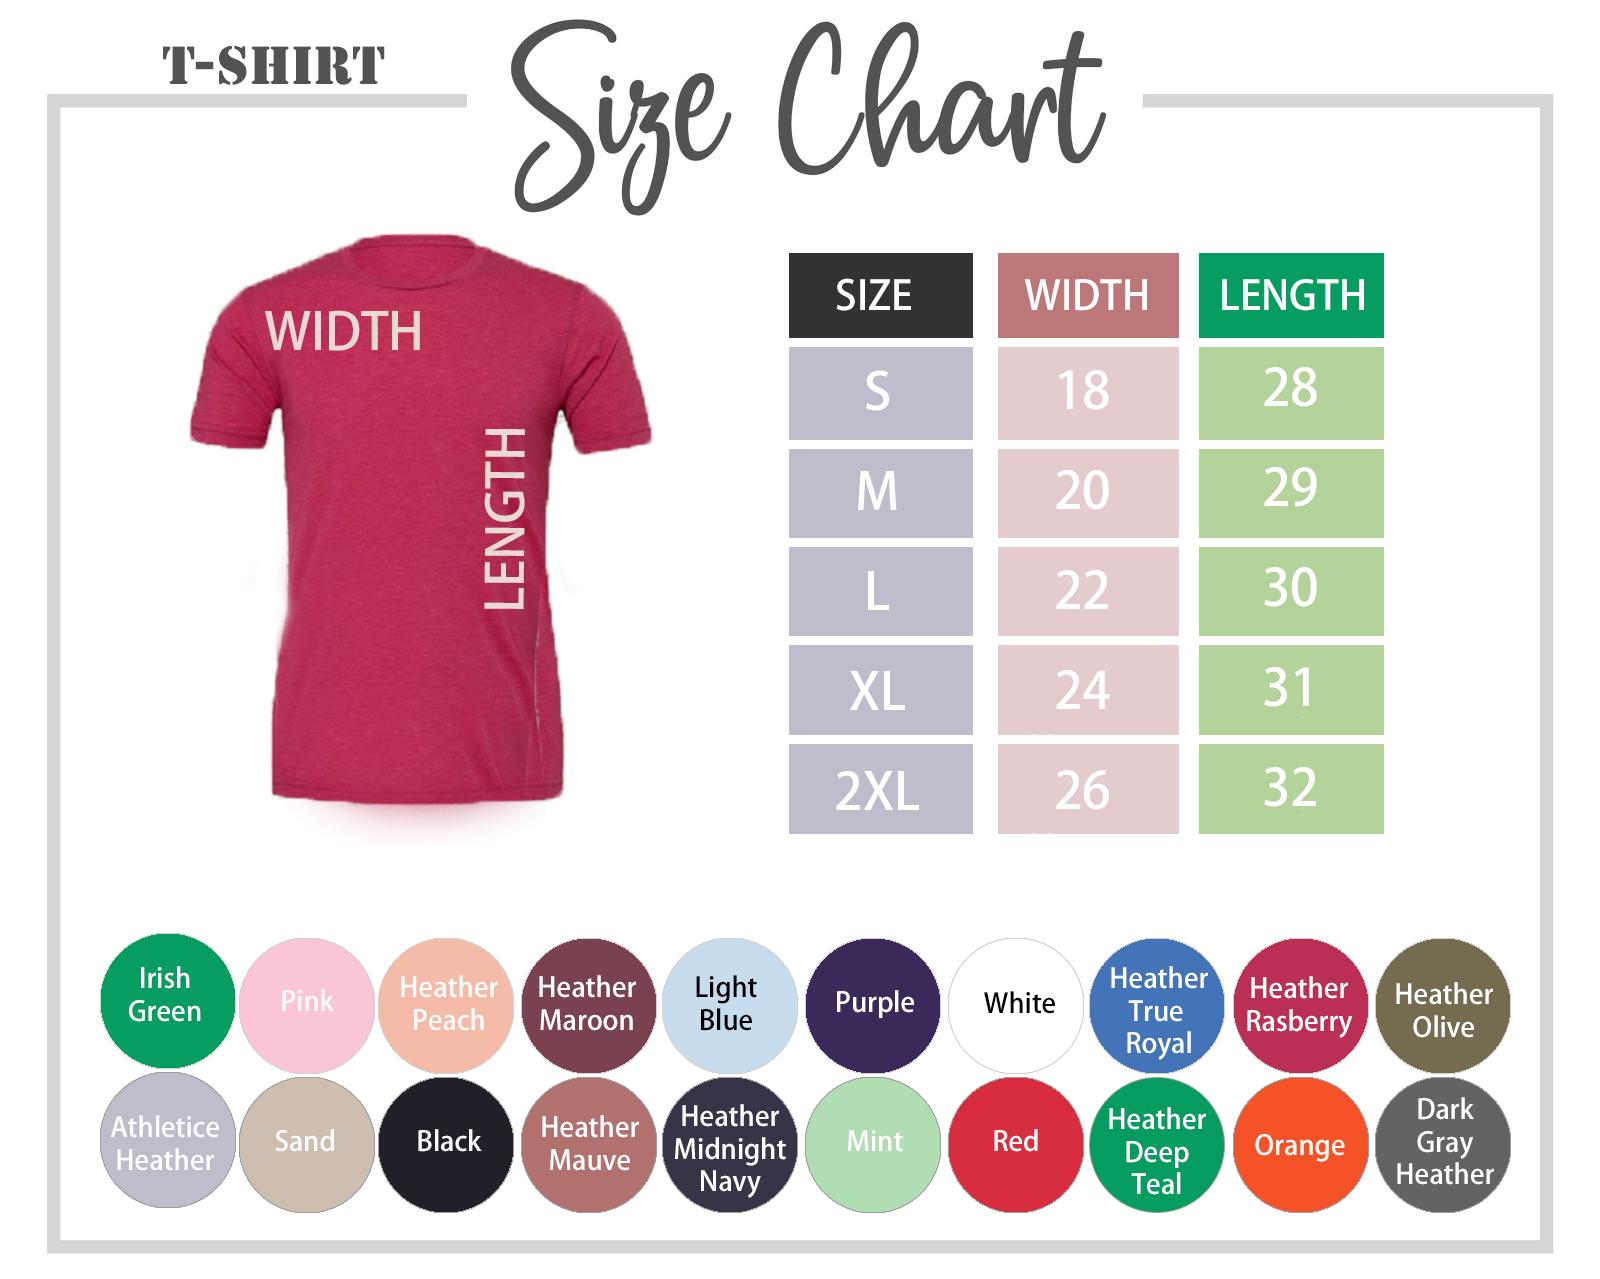 T-SHIRT
Size Chart
WIDTH
LENGTH
SIZE WIDTH LENGTH
S 18 28
M 20 29
L 22 30
XL 24 31
2XL 26 32
Irish
Green
Pink
Heather
Peach
Heather
Maroon
Light
Blue
Purple
White
Heather
True
Royal
Heather
Rasberry
Heather
Olive
Athletice
Heather
Sand
Black
Heather
Mauve
Heather
Midnight
Navy
Mint
Red
Heather
Deep
Teal
Orange
Dark
Gray
Heather